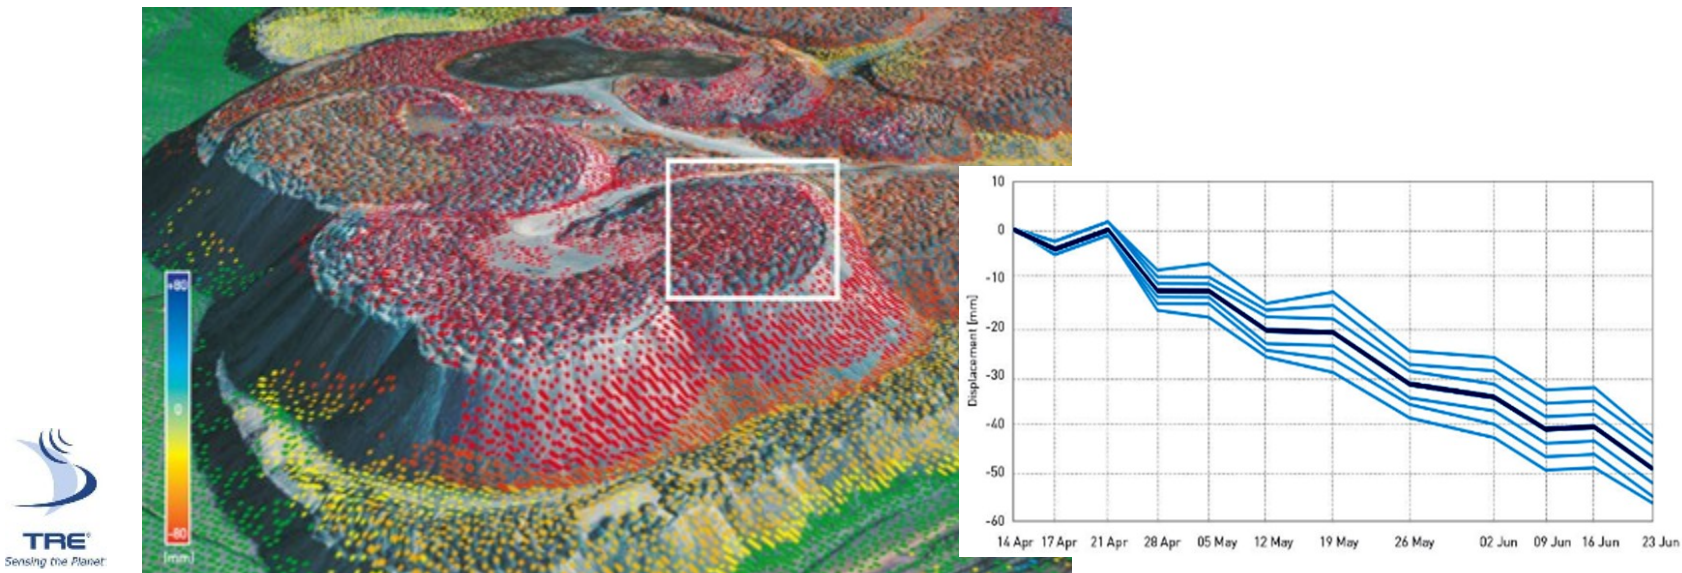 TRE®
Sensing the Planet
+80
0
-80
[mm]
Displacement [mm]
10
0
-10
-20
-30
-40
-50
-60
14 Apr 17 Apr 21 Apr 28 Apr 05 May 12 May 19 May 26 May 02 Jun 09 Jun 16 Jun 23 Jun